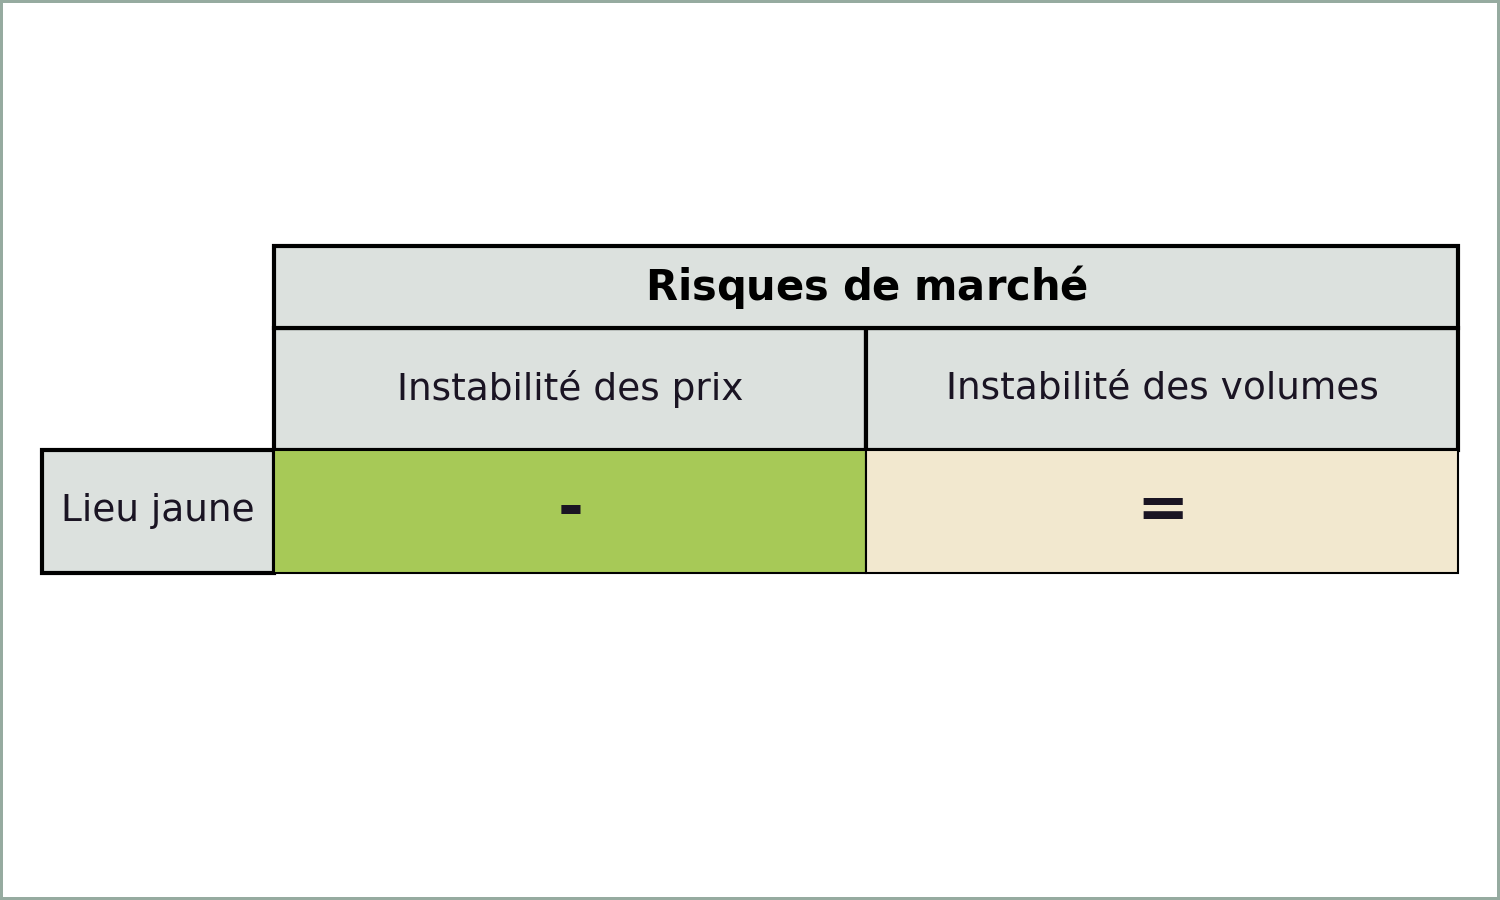 Risques de marché
Instabilité des prix
Instabilité des volumes
Lieu jaune
-
=